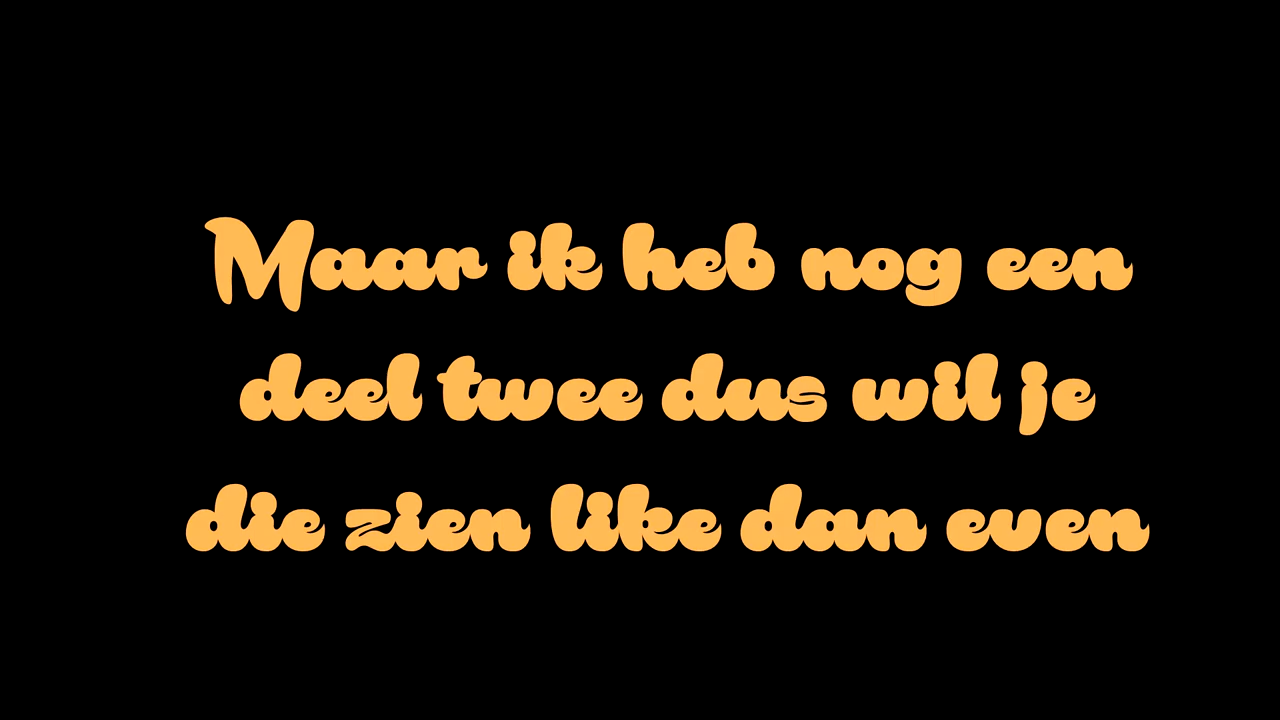 Maar ik heb nog een
deel twee dus wil je
die zien like dan even